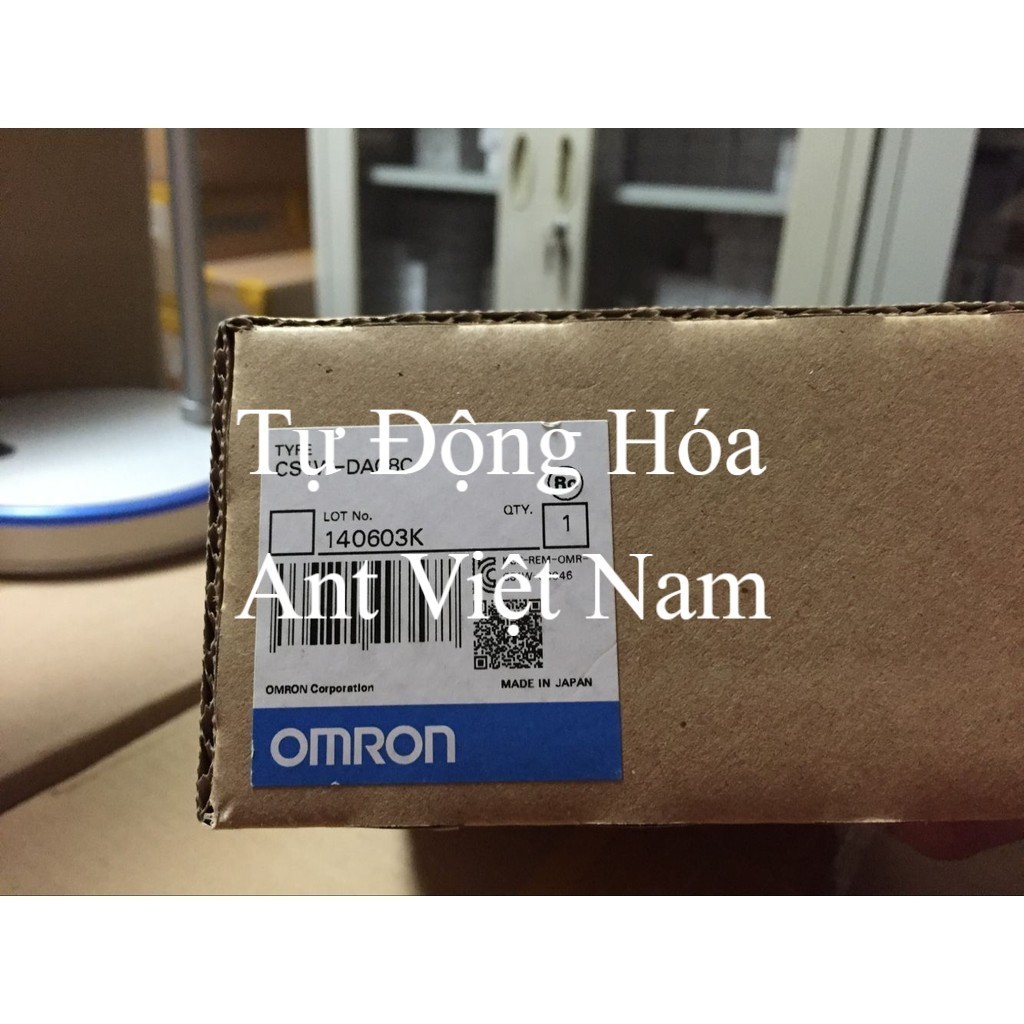 Tự Động Hóa
Ant Việt Nam
TYPE
LOT No.
140603K
QTY.
1
OMRON Corporation
MADE IN JAPAN
OMRON